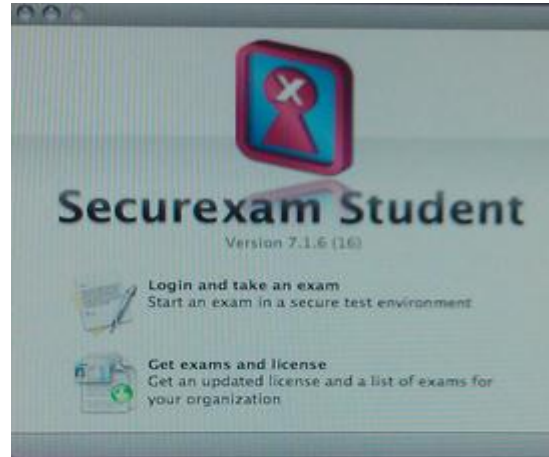 Securexam Student
Version 7.1.6 (16)
Login and take an exam
Start an exam in a secure test environment
Get exams and license
Get an updated license and a list of exams for
your organization